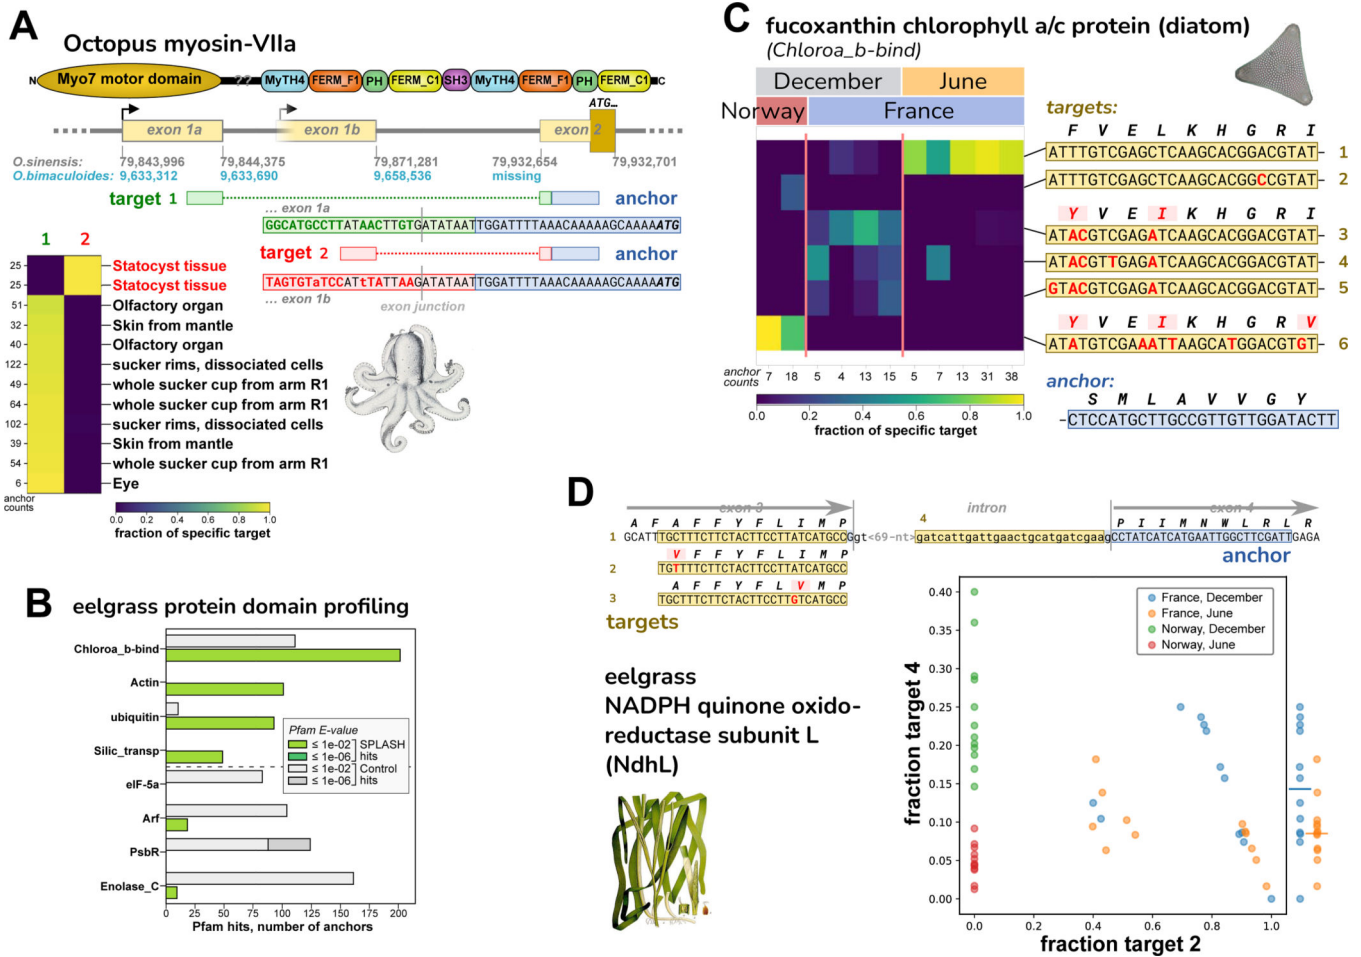 A
Octopus myosin-VIIa
N Myo7 motor domain ?? MyTH4 FERM_F1 PH FERM_C1 SH3 MyTH4 FERM_F1 PH FERM_C1 C
ATG...
exon 1a exon 1b exon 2
O.sinensis: 79,843,996 79,844,375 79,871,281 79,932,654 79,932,701
O.bimaculoides: 9,633,312 9,633,690 9,658,536 missing
target 1 anchor
... exon 1a
GGCATGCCTTATAACTTGTGATATAATTGGATTTTAAACAAAAAGCAAAAATG
target 2 anchor
TAGTGTaTCCATtTATTAAGATATAATTGGATTTTAAACAAAAAGCAAAAATG
... exon 1b
exon junction
1 2
25 Statocyst tissue
25 Statocyst tissue
51 Olfactory organ
32 Skin from mantle
40 Olfactory organ
122 sucker rims, dissociated cells
49 whole sucker cup from arm R1
64 whole sucker cup from arm R1
102 sucker rims, dissociated cells
39 Skin from mantle
54 whole sucker cup from arm R1
6 Eye
anchor
counts
0.0 0.2 0.4 0.6 0.8 1.0
fraction of specific target
B
eelgrass protein domain profiling
Chloroa_b-bind
Actin
ubiquitin
Silic_transp
eIF-5a
Arf
PsbR
Enolase_C
Pfam E-value
≤ 1e-02 SPLASH
≤ 1e-06 hits
≤ 1e-02 Control
≤ 1e-06 hits
0 25 50 75 100 125 150 175 200
Pfam hits, number of anchors
C
fucoxanthin chlorophyll a/c protein (diatom)
(Chloroa_b-bind)
December June
Norway France
targets:
F V E L K H G R I
ATTTGTCGAGCTCAAGCACGGACGTAT 1
ATTTGTCGAGCTCAAGCACGGCCGTAT 2
Y V E I K H G R I
ATACGTCGAGATCAAGCACGGACGTAT 3
ATACGTTGAGATCAAGCACGGACGTAT 4
GTACGTCGAGATCAAGCACGGACGTAT 5
Y V E I K H G R V
ATATGTCGAAATTAAGCATGGACGTGT 6
anchor
counts
7 18 5 4 13 15 5 7 13 31 38
0.0 0.2 0.4 0.6 0.8 1.0
fraction of specific target
anchor:
S M L A V V G Y
CTCCATGCTTGCCGTTGTTGGATACTT
D
exon 3 intron exon 4
A F A F F Y F L I M P 4 P I I M N W L R L R
1 GCATTTGCTTTCTTCTACTTCCTTATCATGCCGgt<69-nt>gatcattgattgaactgcatgatcgaagCCTATCATCATGAATTGGCTTCGATTGAGA
anchor
V F F Y F L I M P
2 TGTTTTCTTCTACTTCCTTATCATGCC
A F F Y F L V M P
3 TGCTTTCTTCTACTTCCTTGTCATGCC
targets
eelgrass
NADPH quinone oxido-
reductase subunit L
(NdhL)
fraction target 4
0.40
0.35
0.30
0.25
0.20
0.15
0.10
0.05
0.00
France, December
France, June
Norway, December
Norway, June
0.0 0.2 0.4 0.6 0.8 1.0
fraction target 2